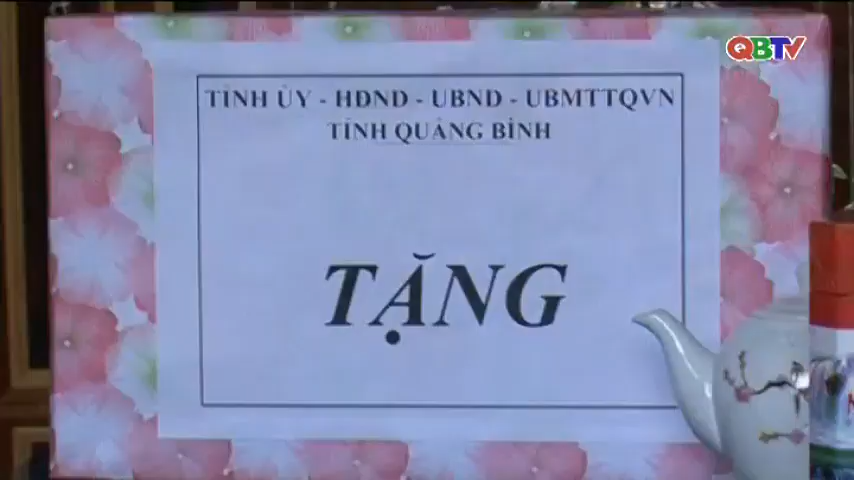 QBTV
TỈNH ỦY - HĐND - UBND - UBMTTQVN
TỈNH QUẢNG BÌNH
TẶNG